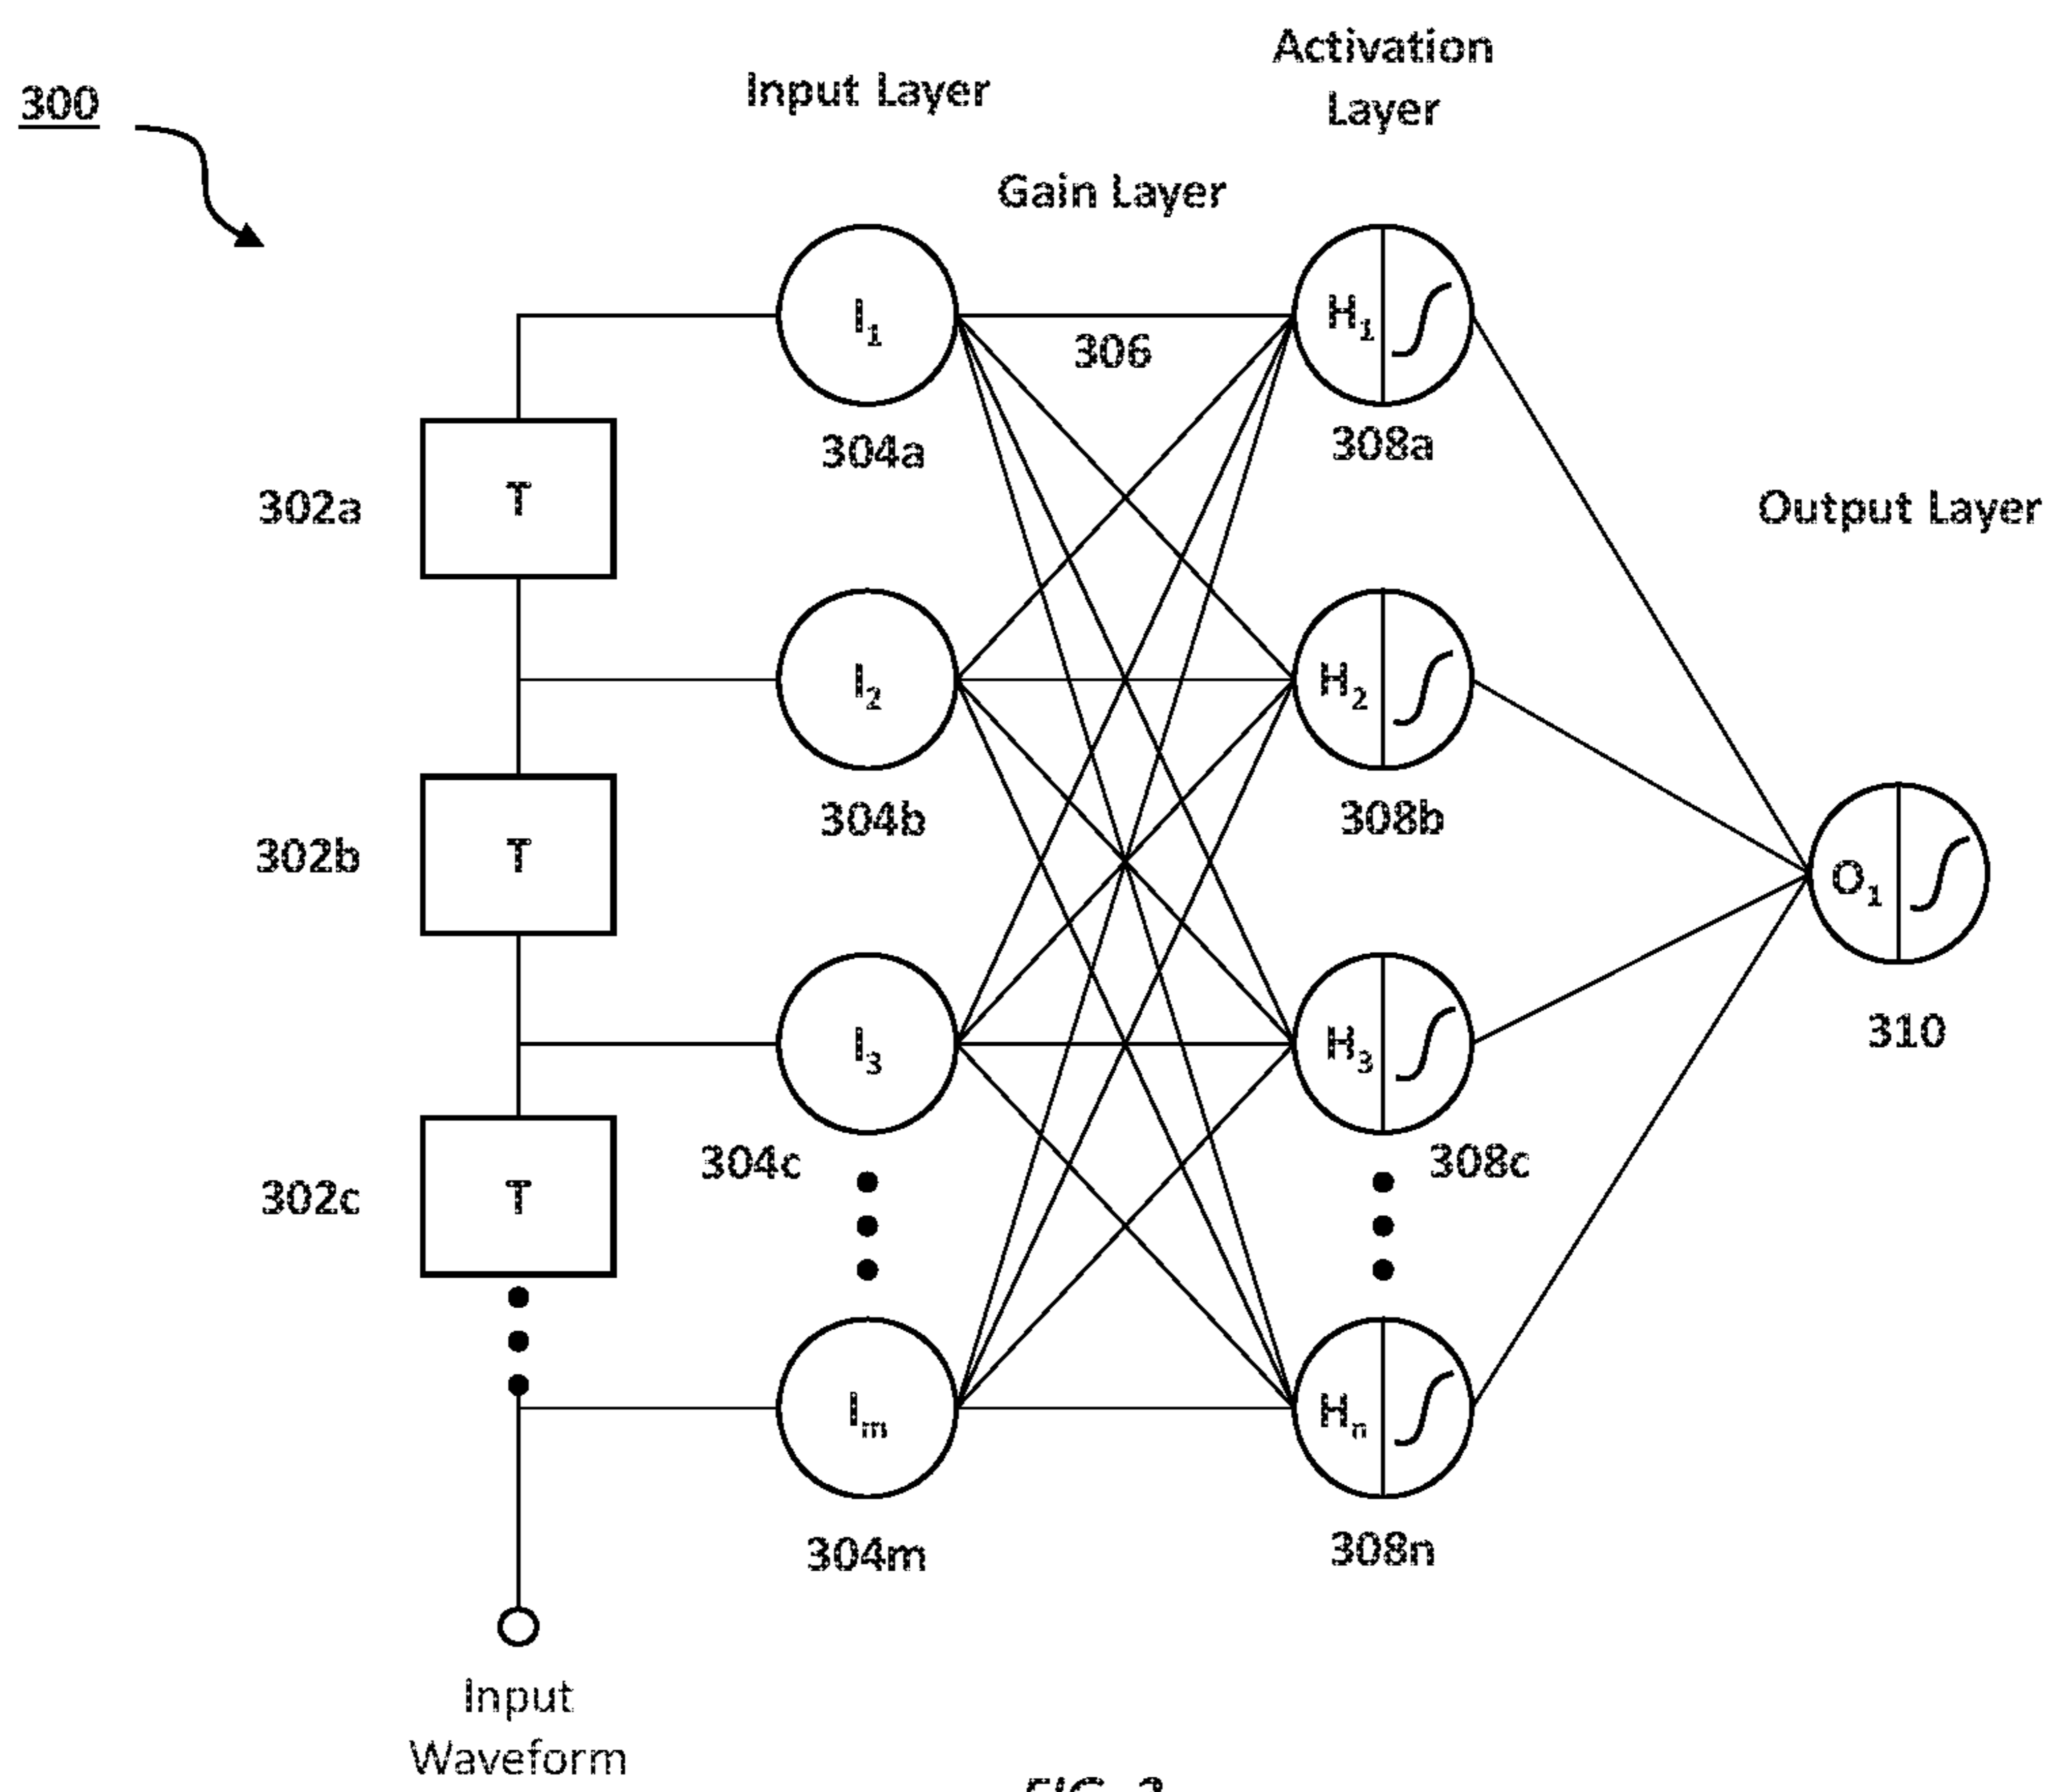 Activation
Layer
Input Layer
300
Gain Layer
I1
306
H1
304a
308a
302a
T
Output Layer
I2
H2
304b
308b
302b
T
O1
310
I3
H3
304c
308c
302c
T
Im
Hn
304m
308n
Input
Waveform